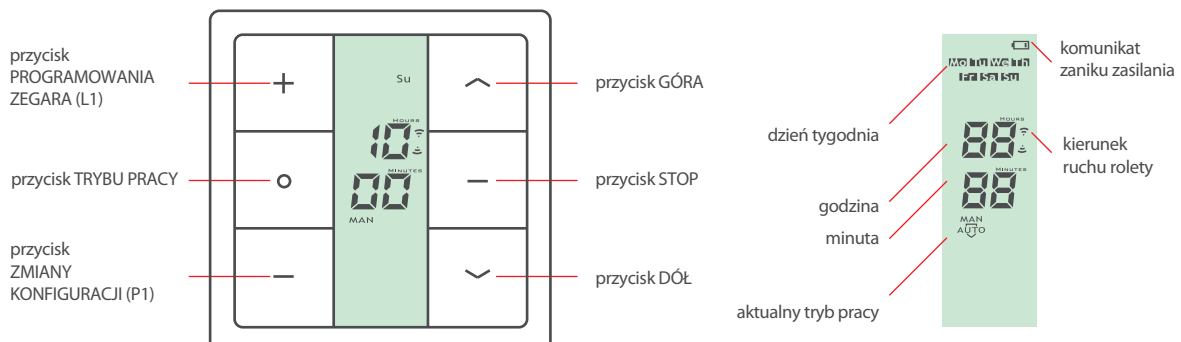 przycisk
PROGRAMOWANIA
ZEGARA (L1)
przycisk TRYBU PRACY
przycisk
ZMIANY
KONFIGURACJI (P1)
Su
HOURS
10
MINUTES
00
MAN
przycisk GÓRA
przycisk STOP
przycisk DÓŁ
komunikat
zaniku zasilania
Mo Tu We Th
Fr Sa Su
dzień tygodnia
HOURS
88
kierunek
ruchu rolety
MINUTES
88
godzina
minuta
MAN
AUTO
aktualny tryb pracy